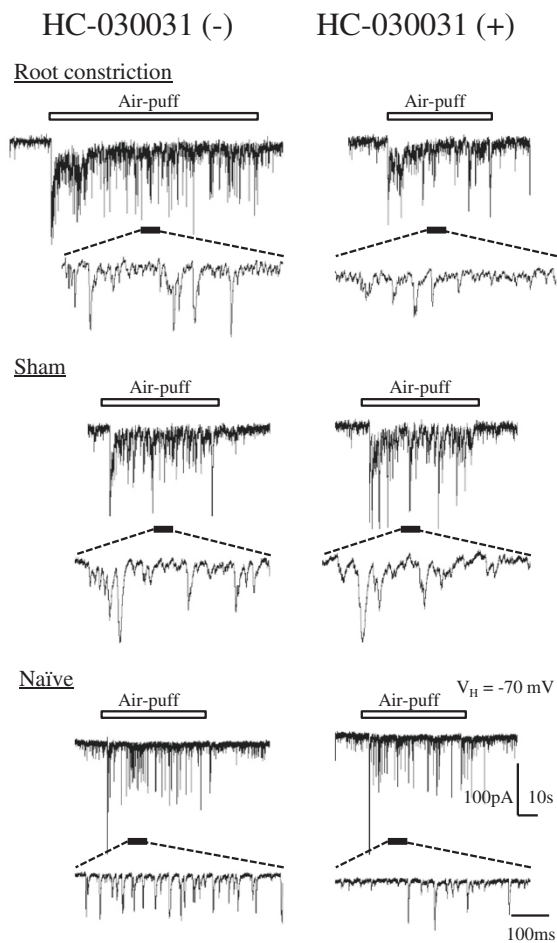 HC-030031 (-) HC-030031 (+)
Root constriction
Air-puff Air-puff
Sham
Air-puff Air-puff
Naïve
V_H = -70 mV
Air-puff Air-puff
100pA 10s
100ms